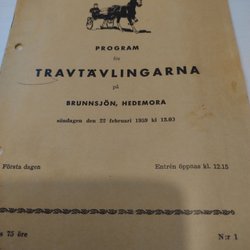 PROGRAM
för
TRAVTÄVLINGARNA
på
BRUNNSJÖN, HEDEMORA
söndagen den 22 februari 1959 kl 13.03
Första dagen
Entrén öppnas kl. 12.15
75 öre
N:r 1